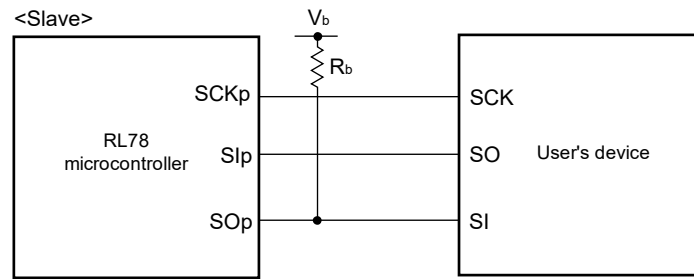 <Slave>
Vb
Rb
SCKp
SCK
RL78
microcontroller
SIp
SO
User's device
SOp
SI